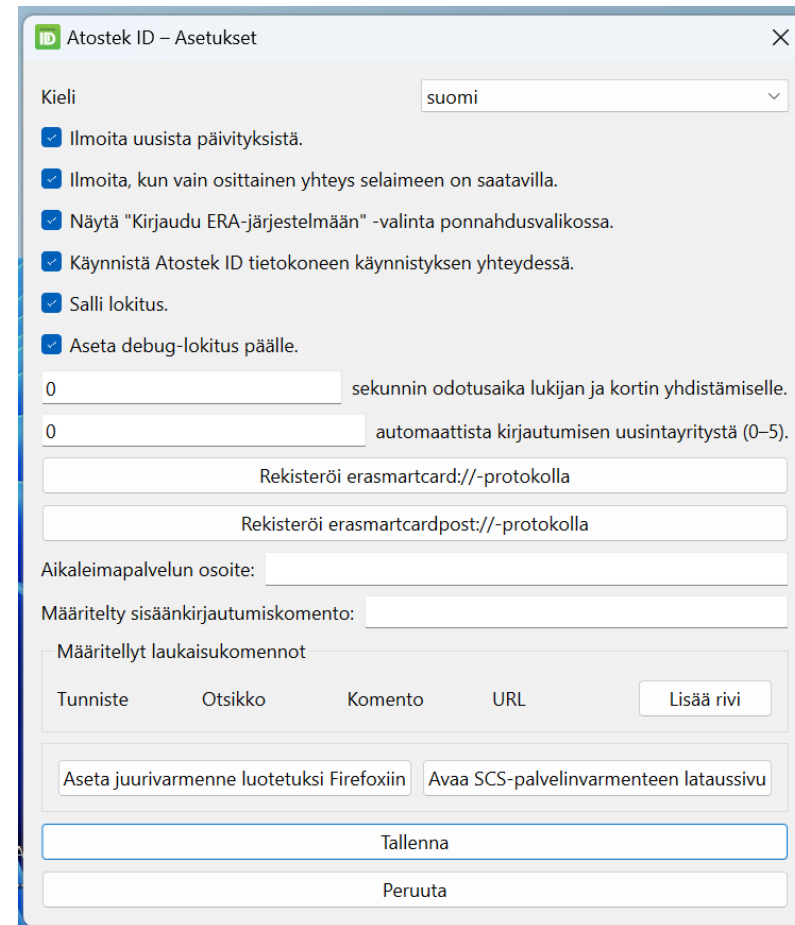 ID Atostek ID – Asetukset
Kieli suomi
Ilmoita uusista päivityksistä.
Ilmoita, kun vain osittainen yhteys selaimeen on saatavilla.
Näytä "Kirjaudu ERA-järjestelmään" -valinta ponnahdusvalikossa.
Käynnistä Atostek ID tietokoneen käynnistyksen yhteydessä.
Salli lokitus.
Aseta debug-lokitus päälle.
0 sekunnin odotusaika lukijan ja kortin yhdistämiselle.
0 automaattista kirjautumisen uusintayritystä (0–5).
Rekisteröi erasmartcard://-protokolla
Rekisteröi erasmartcardpost://-protokolla
Aikaleimapalvelun osoite:
Määritelty sisäänkirjautumiskomento:
Määritellyt laukaisukomennot
Tunniste Otsikko Komento URL Lisää rivi
Aseta juurivarmenne luotetuksi Firefoxiin Avaa SCS-palvelinvarmenteen lataussivu
Tallenna
Peruuta